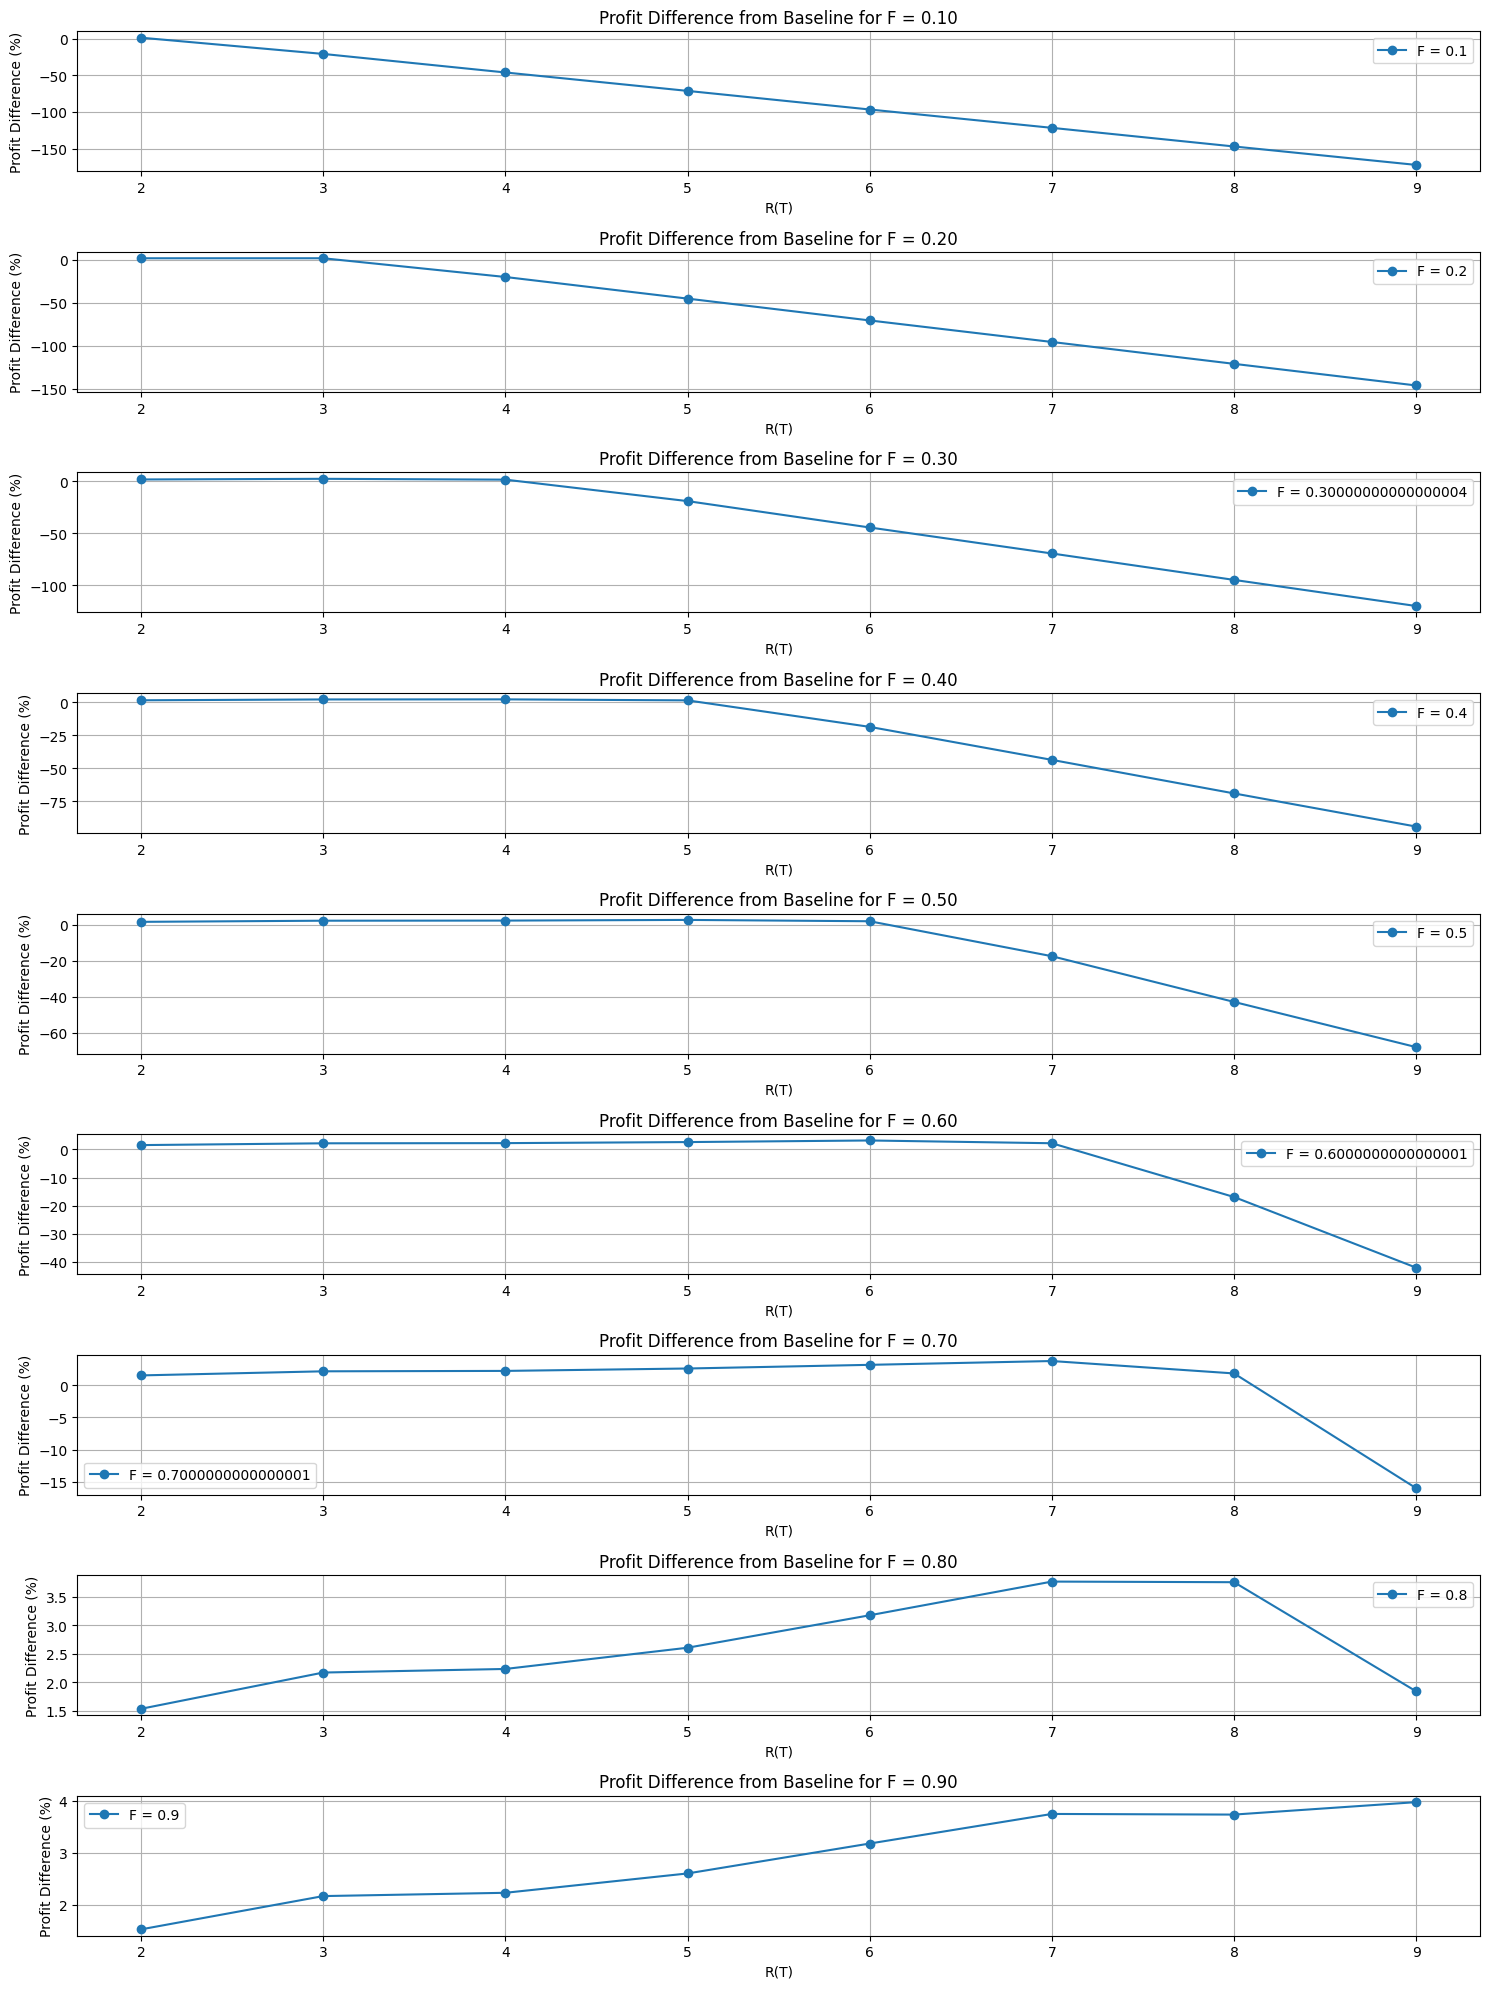 Profit Difference from Baseline for F = 0.10
Profit Difference (%)
0
−50
−100
−150
F = 0.1
2 3 4 5 6 7 8 9
R(T)
Profit Difference from Baseline for F = 0.20
Profit Difference (%)
0
−50
−100
−150
F = 0.2
2 3 4 5 6 7 8 9
R(T)
Profit Difference from Baseline for F = 0.30
Profit Difference (%)
0
−50
−100
F = 0.30000000000000004
2 3 4 5 6 7 8 9
R(T)
Profit Difference from Baseline for F = 0.40
Profit Difference (%)
0
−25
−50
−75
F = 0.4
2 3 4 5 6 7 8 9
R(T)
Profit Difference from Baseline for F = 0.50
Profit Difference (%)
0
−20
−40
−60
F = 0.5
2 3 4 5 6 7 8 9
R(T)
Profit Difference from Baseline for F = 0.60
Profit Difference (%)
0
−10
−20
−30
−40
F = 0.6000000000000001
2 3 4 5 6 7 8 9
R(T)
Profit Difference from Baseline for F = 0.70
Profit Difference (%)
0
−5
−10
−15
F = 0.7000000000000001
2 3 4 5 6 7 8 9
R(T)
Profit Difference from Baseline for F = 0.80
Profit Difference (%)
3.5
3.0
2.5
2.0
1.5
F = 0.8
2 3 4 5 6 7 8 9
R(T)
Profit Difference from Baseline for F = 0.90
Profit Difference (%)
4
3
2
F = 0.9
2 3 4 5 6 7 8 9
R(T)